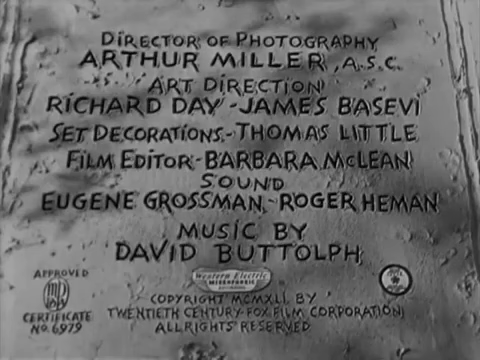 DIRECTOR OF PHOTOGRAPHY
ARTHUR MILLER, A.S.C.
ART DIRECTION
RICHARD DAY - JAMES BASEVI
SET DECORATIONS - THOMAS LITTLE
FILM EDITOR - BARBARA McLEAN
SOUND
EUGENE GROSSMAN - ROGER HEMAN
MUSIC BY
DAVID BUTTOLPH
APPROVED
CERTIFICATE
No. 6979
Western Electric
MIRROPHONIC
RECORDING
COPYRIGHT MCMXLI BY
TWENTIETH CENTURY-FOX FILM CORPORATION
ALL RIGHTS RESERVED